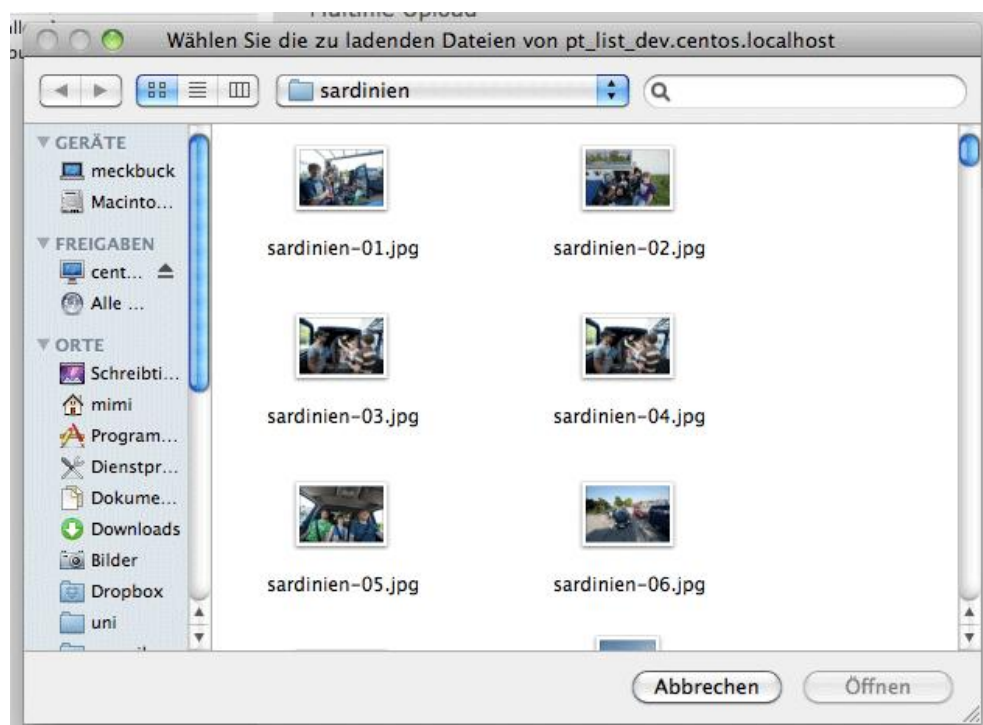 Multiple Upload
Wählen Sie die zu ladenden Dateien von pt_list_dev.centos.localhost
sardinien
GERÄTE
meckbuck
Macinto...
FREIGABEN
cent...
Alle ...
ORTE
Schreibti...
mimi
Program...
Dienstpr...
Dokume...
Downloads
Bilder
Dropbox
uni
sardinien-01.jpg
sardinien-02.jpg
sardinien-03.jpg
sardinien-04.jpg
sardinien-05.jpg
sardinien-06.jpg
Abbrechen
Öffnen